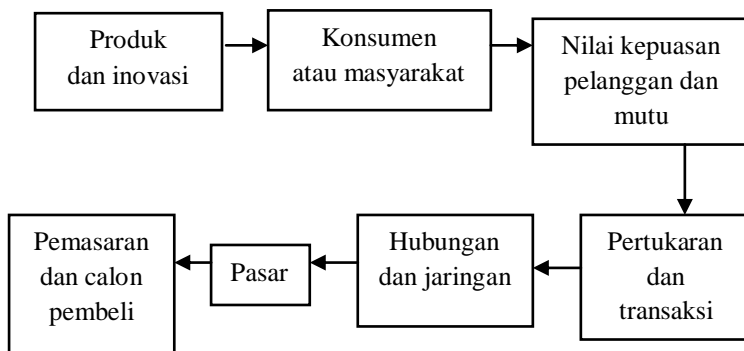 Produk
dan inovasi
Konsumen
atau masyarakat
Nilai kepuasan
pelanggan dan
mutu
Pertukaran
dan
transaksi
Hubungan
dan jaringan
Pasar
Pemasaran
dan calon
pembeli